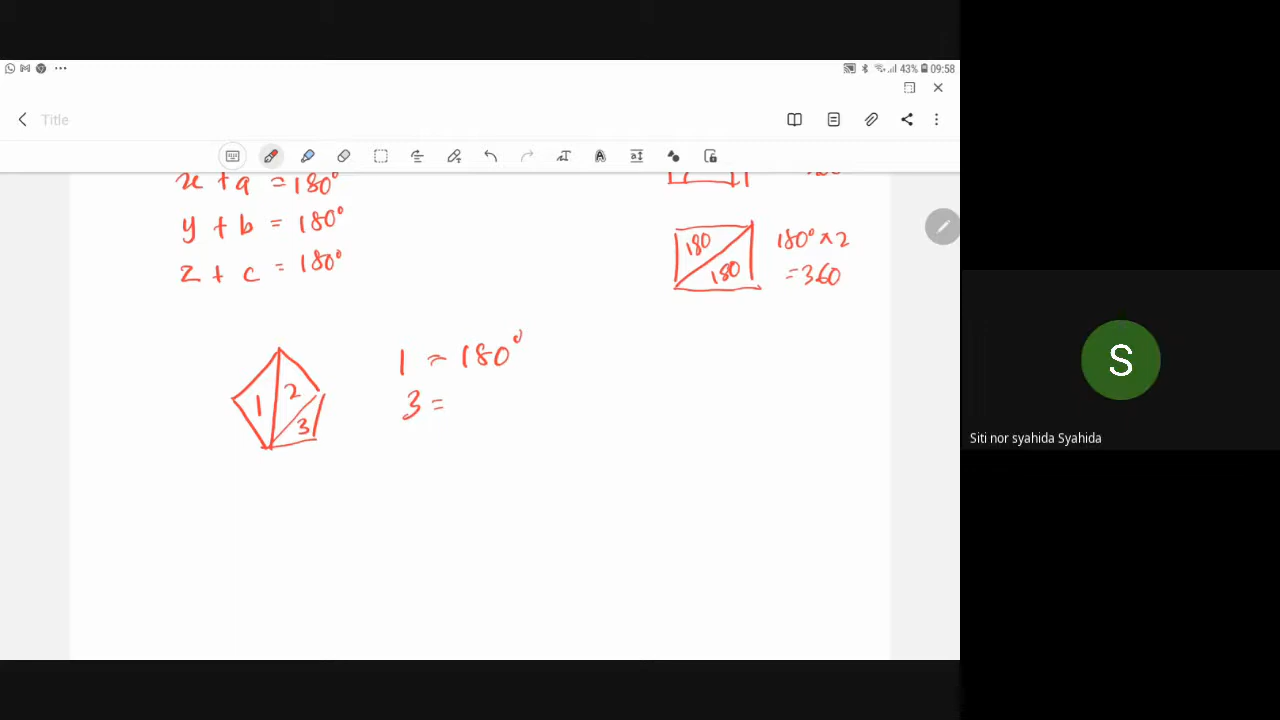 43% 09:58
Title
x + a = 180°
y + b = 180°
z + c = 180°
180
180
180° × 2
= 360
1 2 3
1 = 180°
3 =
S
Siti nor syahida Syahida